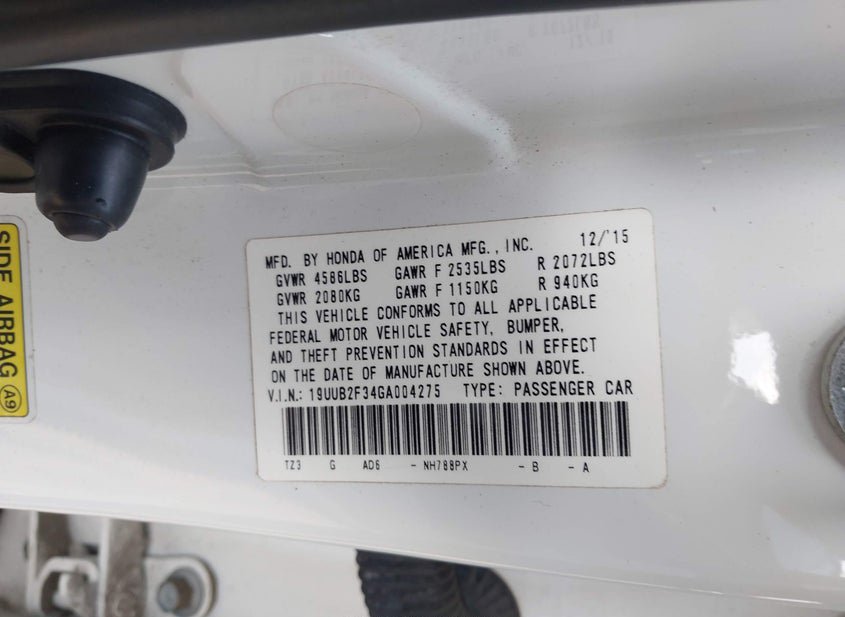 MFD. BY HONDA OF AMERICA MFG., INC. 12/'15
GVWR 4586LBS GAWR F 2535LBS R 2072LBS
GVWR 2080KG GAWR F 1150KG R 940KG
THIS VEHICLE CONFORMS TO ALL APPLICABLE
FEDERAL MOTOR VEHICLE SAFETY, BUMPER,
AND THEFT PREVENTION STANDARDS IN EFFECT
ON THE DATE OF MANUFACTURE SHOWN ABOVE.
V.I.N.: 19UUB2F34GA004275 TYPE: PASSENGER CAR
TZ3 G AD6 - NH788PX - B - A
SIDE AIRBAG
A9